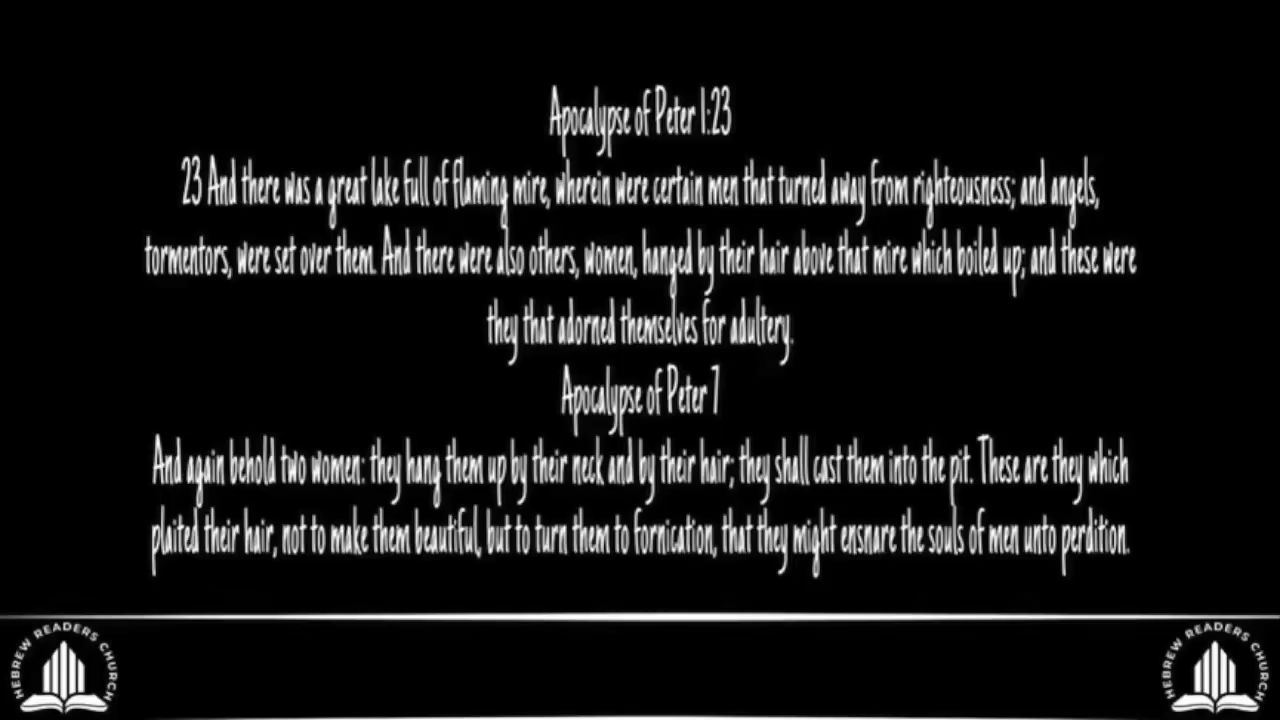 Apocalypse of Peter 1:23
23 And there was a great lake full of flaming mire, wherein were certain men that turned away from righteousness; and angels,
tormentors, were set over them. And there were also others, women, hanged by their hair above that mire which boiled up; and these were
they that adorned themselves for adultery.
Apocalypse of Peter 7
And again behold two women: they hang them up by their neck and by their hair; they shall cast them into the pit. These are they which
plaited their hair, not to make them beautiful, but to turn them to fornication, that they might ensnare the souls of men unto perdition.
HEBREW READERS CHURCH
HEBREW READERS CHURCH